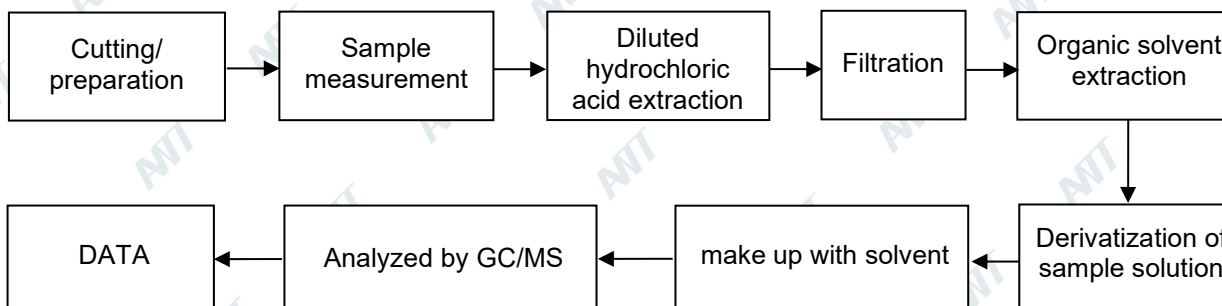 Cutting/
preparation
Sample
measurement
Diluted
hydrochloric
acid extraction
Filtration
Organic solvent
extraction
DATA
Analyzed by GC/MS
make up with solvent
Derivatization of
sample solution